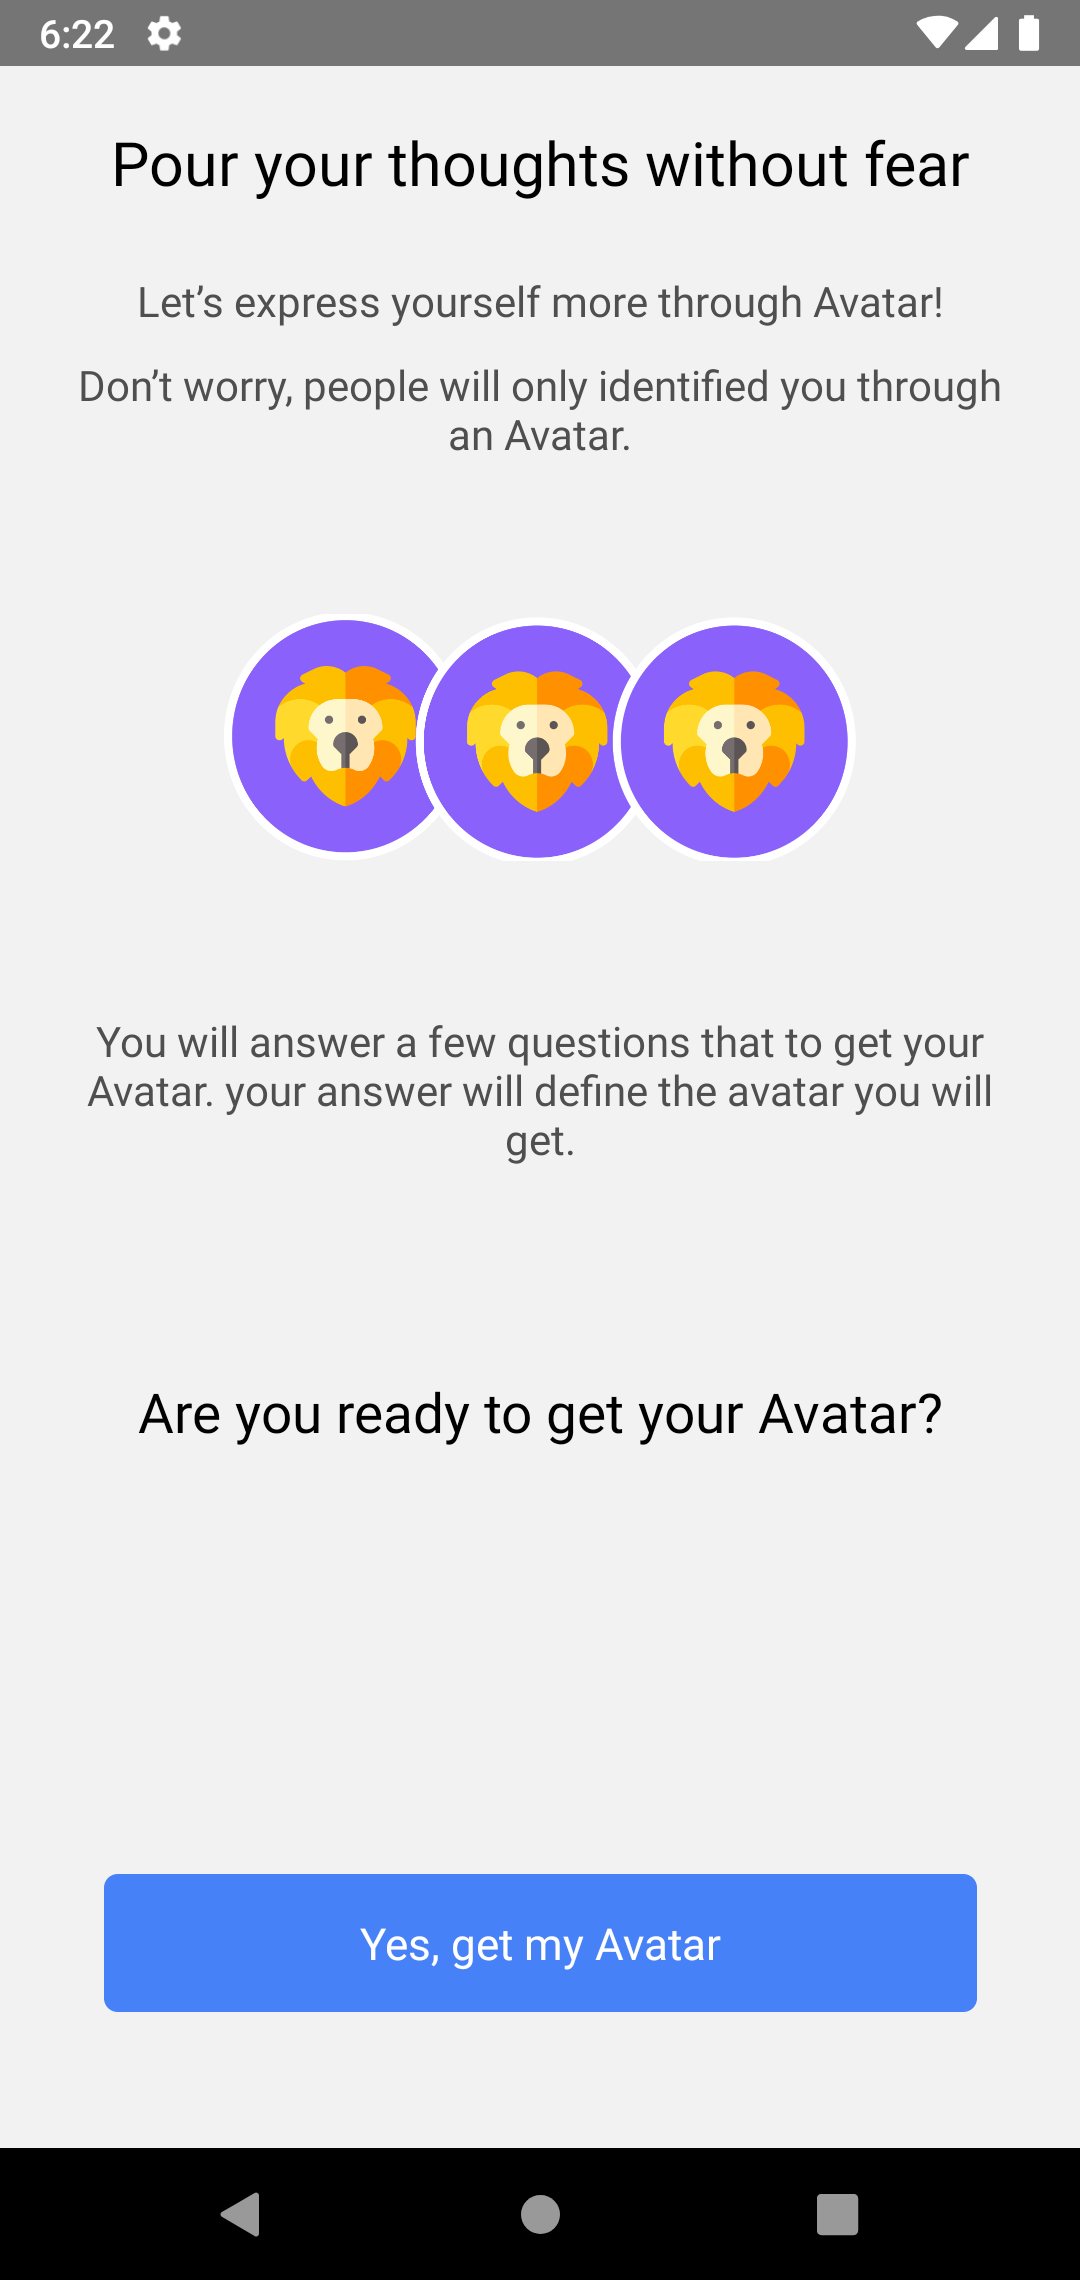 6:22
Pour your thoughts without fear
Let’s express yourself more through Avatar!
Don’t worry, people will only identified you through
an Avatar.
You will answer a few questions that to get your
Avatar. your answer will define the avatar you will
get.
Are you ready to get your Avatar?
Yes, get my Avatar